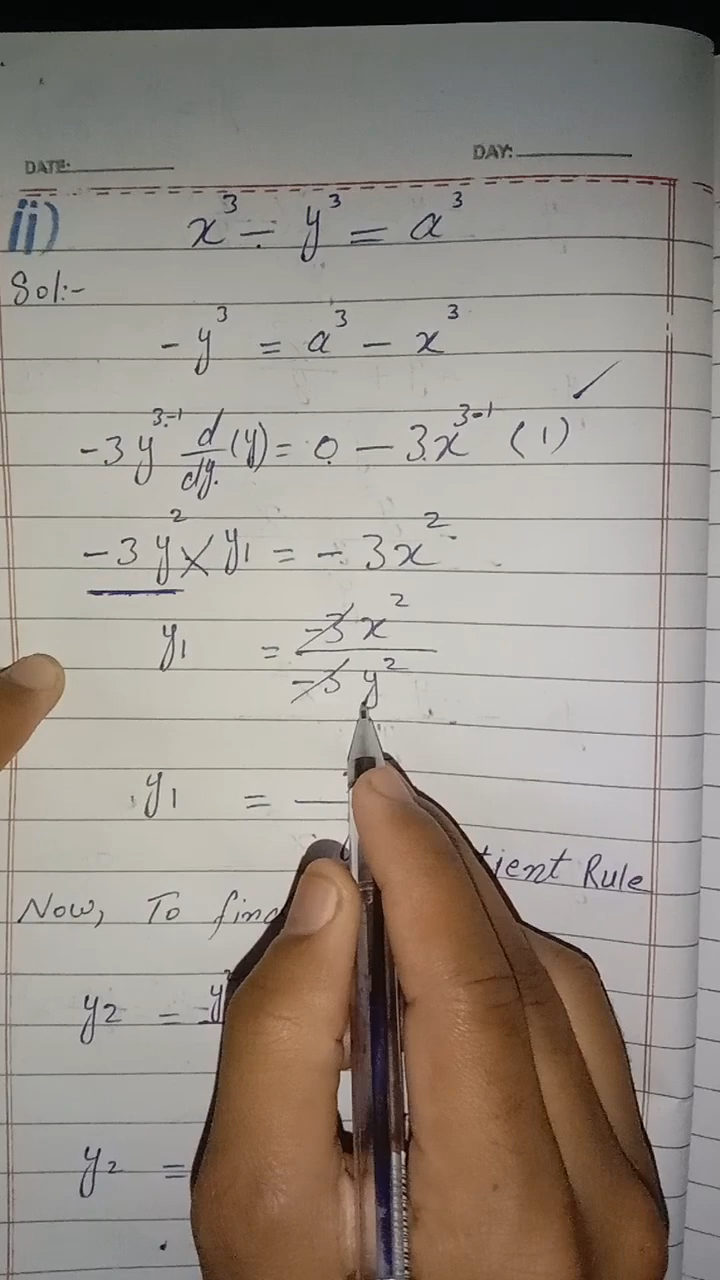 DATE: DAY:
ii) x³ - y³ = a³
Sol:-
-y³ = a³ - x³
-3y³⁻¹ d/dy (y) = 0 - 3x³⁻¹ (1) ✓
-3y² × y₁ = - 3x²
y₁ = -3x² / -3y²
y₁ =
Rule
Now, To find
y₂ =
y₂ =